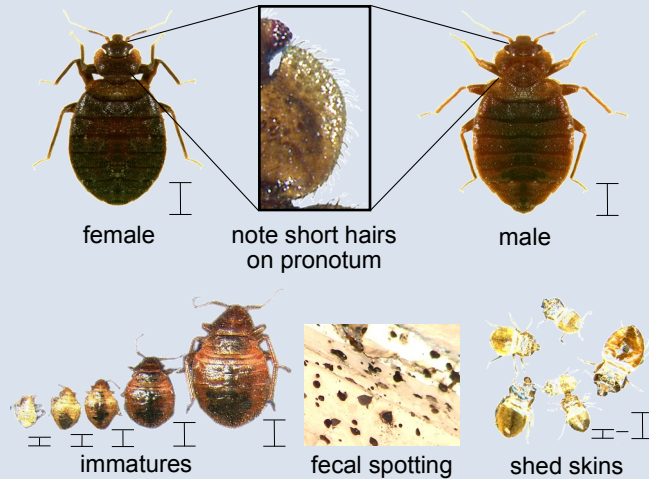 female
note short hairs
on pronotum
male
immatures
fecal spotting
shed skins